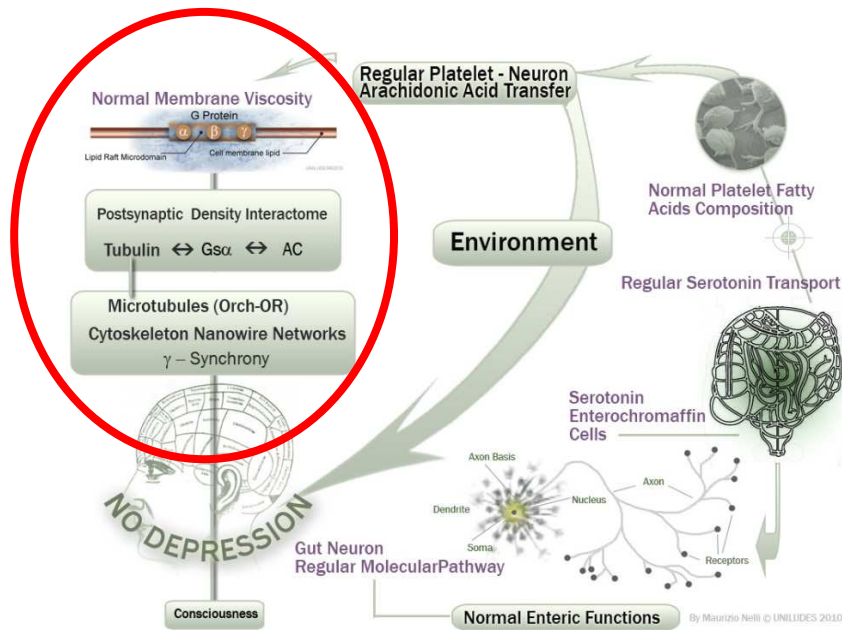 Regular Platelet - Neuron
Arachidonic Acid Transfer
Normal Membrane Viscosity
G Protein
α β γ
Lipid Raft Microdomain
Cell membrane lipid
Postsynaptic Density Interactome
Tubulin ⇔ Gsα ⇔ AC
Microtubules (Orch-OR)
Cytoskeleton Nanowire Networks
γ – Synchrony
NO DEPRESSION
Consciousness
Environment
Normal Platelet Fatty
Acids Composition
Regular Serotonin Transport
Serotonin
Enterochromaffin
Cells
Axon Basis
Nucleus
Axon
Dendrite
Soma
Receptors
Gut Neuron
Regular MolecularPathway
Normal Enteric Functions
By Maurizio Nelli © UNILUDES 2010